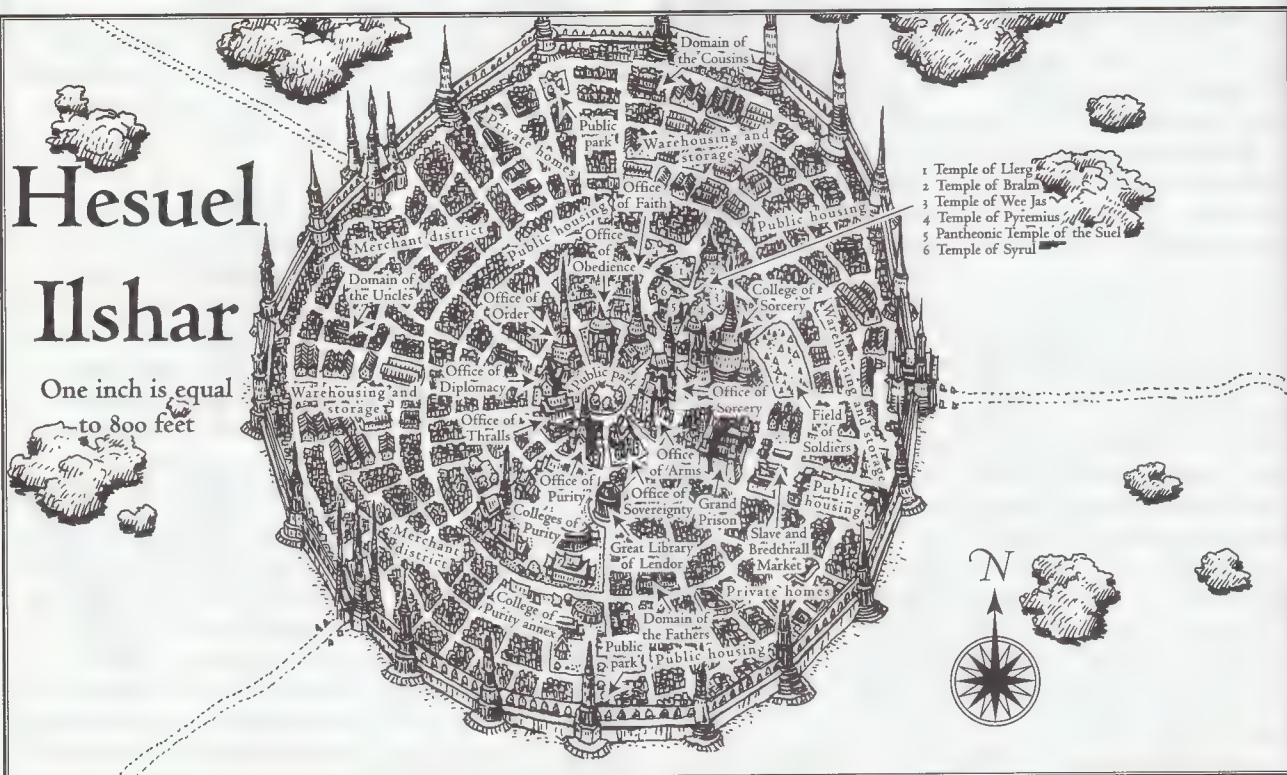 Hesuel
Ilshar
One inch is equal
to 800 feet
Domain of
the Cousins
Private homes
Public
park
Warehousing and
storage
Office
of Faith
Public housing
Public housing
Merchant district
Office
of
Obedience
Domain of
the Uncles
Office of
Order
College of
Sorcery
Warehousing and storage
1 Temple of Llerg
2 Temple of Bralm
3 Temple of Wee Jas
4 Temple of Pyremius
5 Pantheonic Temple of the Suel
6 Temple of Syrul
Office of
Diplomacy
Public park
Warehousing and
storage
Office of
Sorcery
Office of
Thralls
Field
of
Soldiers
Office
of Arms
Office of
Purity
Office of
Sovereignty
Grand
Prison
Public
housing
Colleges of
Purity
Merchant
district
Great Library
of Lendor
Slave and
Bredthrall
Market
Private homes
College of
Purity annex
Domain of
the Fathers
Public
park
Public housing
N